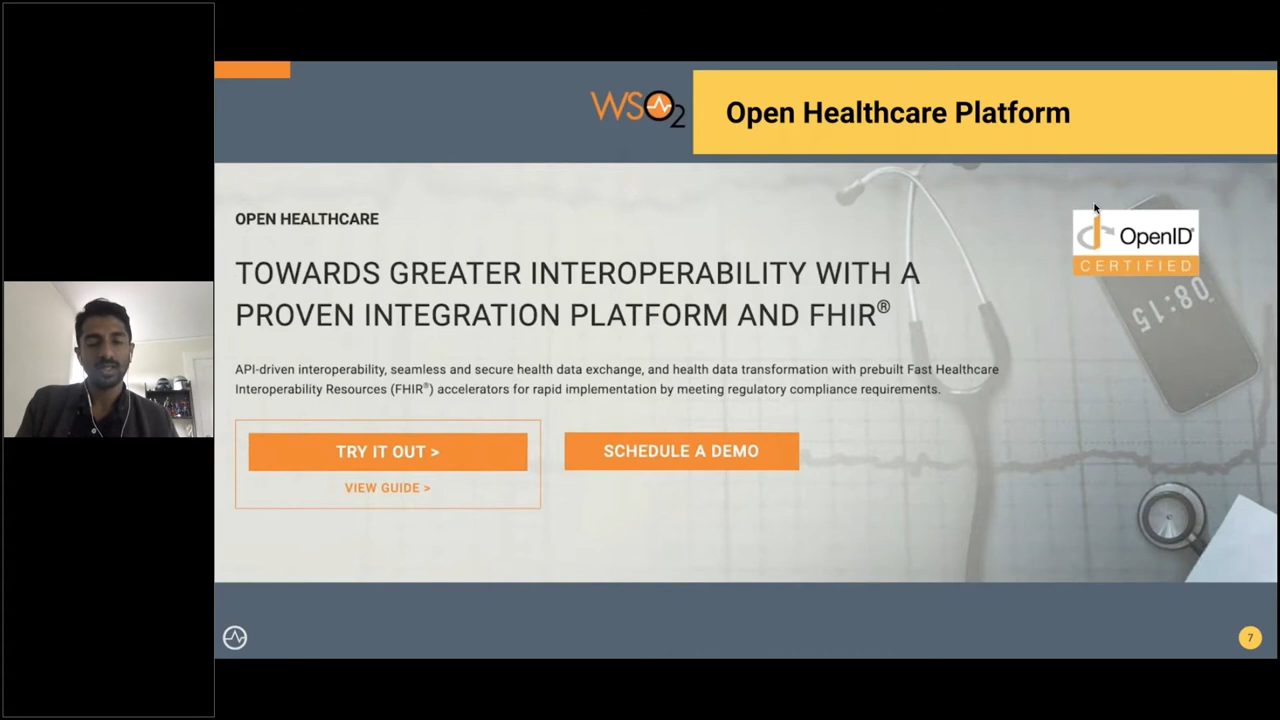 WSO2
Open Healthcare Platform
OPEN HEALTHCARE
TOWARDS GREATER INTEROPERABILITY WITH A
PROVEN INTEGRATION PLATFORM AND FHIR®
API-driven interoperability, seamless and secure health data exchange, and health data transformation with prebuilt Fast Healthcare
Interoperability Resources (FHIR®) accelerators for rapid implementation by meeting regulatory compliance requirements.
TRY IT OUT >
SCHEDULE A DEMO
VIEW GUIDE >
OpenID®
CERTIFIED
08:15
7